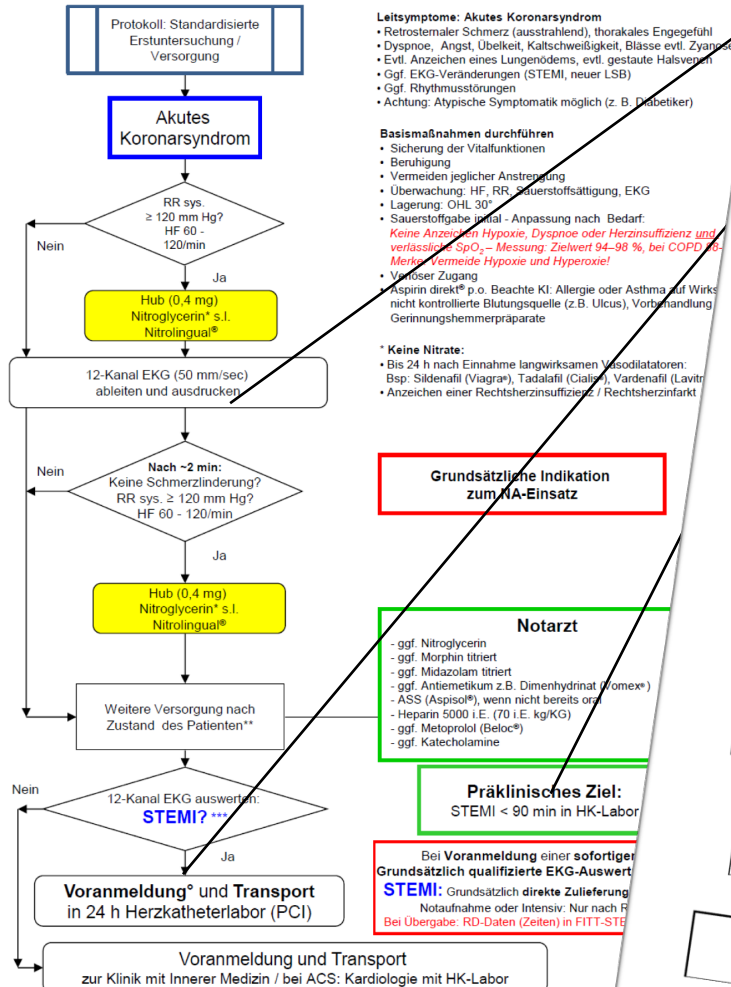 Protokoll: Standardisierte
Erstuntersuchung /
Versorgung
Akutes
Koronarsyndrom
RR sys.
≥ 120 mm Hg?
HF 60 -
120/min
Nein
Ja
Hub (0,4 mg)
Nitroglycerin* s.l.
Nitrolingual®
12-Kanal EKG (50 mm/sec)
ableiten und ausdrucken
Nein
Nach ~2 min:
Keine Schmerzlinderung?
RR sys. ≥ 120 mm Hg?
HF 60 - 120/min
Ja
Hub (0,4 mg)
Nitroglycerin* s.l.
Nitrolingual®
Weitere Versorgung nach
Zustand des Patienten**
Nein
12-Kanal EKG auswerten:
STEMI? ***
Ja
Voranmeldung° und Transport
in 24 h Herzkatheterlabor (PCI)
Voranmeldung und Transport
zur Klinik mit Innerer Medizin / bei ACS: Kardiologie mit HK-Labor
Leitsymptome: Akutes Koronarsyndrom
• Retrosternaler Schmerz (ausstrahlend), thorakales Engegefühl
• Dyspnoe, Angst, Übelkeit, Kaltschweißigkeit, Blässe evtl. Zyanose
• Evtl. Anzeichen eines Lungenödems, evtl. gestaute Halsvenen
• Ggf. EKG-Veränderungen (STEMI, neuer LSB)
• Ggf. Rhythmusstörungen
• Achtung: Atypische Symptomatik möglich (z. B. Diabetiker)
Basismaßnahmen durchführen
• Sicherung der Vitalfunktionen
• Beruhigung
• Vermeiden jeglicher Anstrengung
• Überwachung: HF, RR, Sauerstoffsättigung, EKG
• Lagerung: OHL 30°
• Sauerstoffgabe initial - Anpassung nach Bedarf:
Keine Anzeichen Hypoxie, Dyspnoe oder Herzinsuffizienz und
verlässliche SpO₂ – Messung: Zielwert 94–98 %, bei COPD
Merke: Vermeide Hypoxie und Hyperoxie!
• Venöser Zugang
• Aspirin direkt® p.o. Beachte KI: Allergie oder Asthma auf Wirks
nicht kontrollierte Blutungsquelle (z.B. Ulcus), Vorbehandlung
Gerinnungshemmerpräparate
* Keine Nitrate:
• Bis 24 h nach Einnahme langwirksamen Vasodilatatoren:
Bsp: Sildenafil (Viagra®), Tadalafil (Cialis®), Vardenafil (Lavitr
• Anzeichen einer Rechtsherzinsuffizienz / Rechtsherzinfarkt
Grundsätzliche Indikation
zum NA-Einsatz
Notarzt
- ggf. Nitroglycerin
- ggf. Morphin titriert
- ggf. Midazolam titriert
- ggf. Antiemetikum z.B. Dimenhydrinat (Vomex®)
- ASS (Aspisol®), wenn nicht bereits oral
- Heparin 5000 i.E. (70 i.E. kg/KG)
- ggf. Metoprolol (Beloc®)
- ggf. Katecholamine
Präklinisches Ziel:
STEMI < 90 min in HK-Labor
Bei Voranmeldung einer sofortigen
Grundsätzlich qualifizierte EKG-Auswert
STEMI: Grundsätzlich direkte Zulieferung
Notaufnahme oder Intensiv: Nur nach R
Bei Übergabe: RD-Daten (Zeiten) in FITT-STE